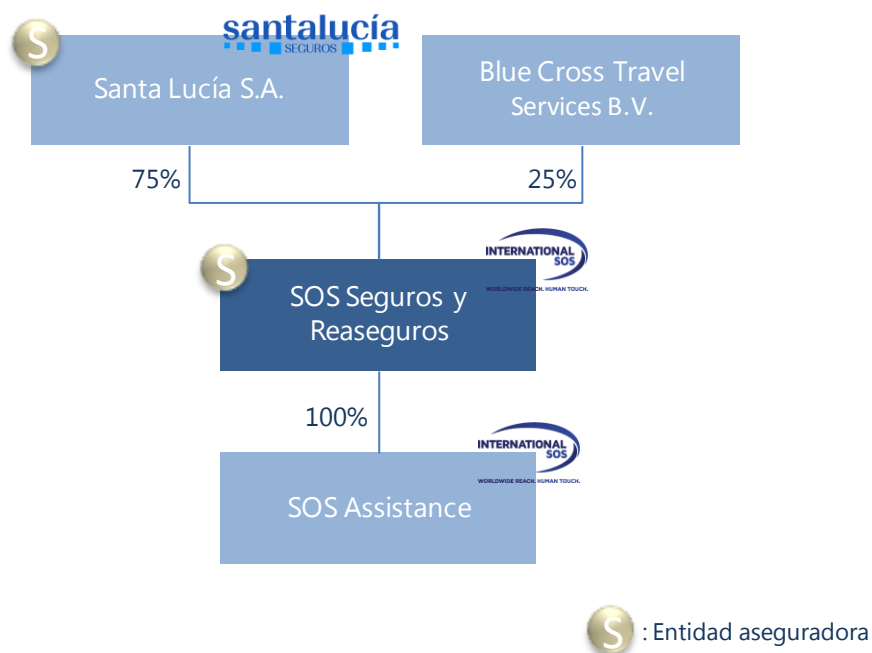 S
santalucía
SEGUROS
Santa Lucía S.A.
Blue Cross Travel
Services B.V.
75%
25%
INTERNATIONAL
SOS
WORLDWIDE REACH. HUMAN TOUCH.
S
SOS Seguros y
Reaseguros
100%
INTERNATIONAL
SOS
WORLDWIDE REACH. HUMAN TOUCH.
SOS Assistance
S : Entidad aseguradora